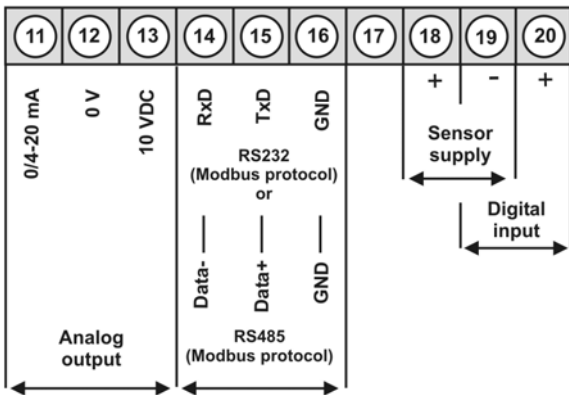 11 12 13 14 15 16 17 18 19 20
0/4-20 mA
0 V
10 VDC
RxD
TxD
GND
+ - +
RS232
(Modbus protocol)
or
Data-
Data+
GND
RS485
(Modbus protocol)
Analog
output
Sensor
supply
Digital
input